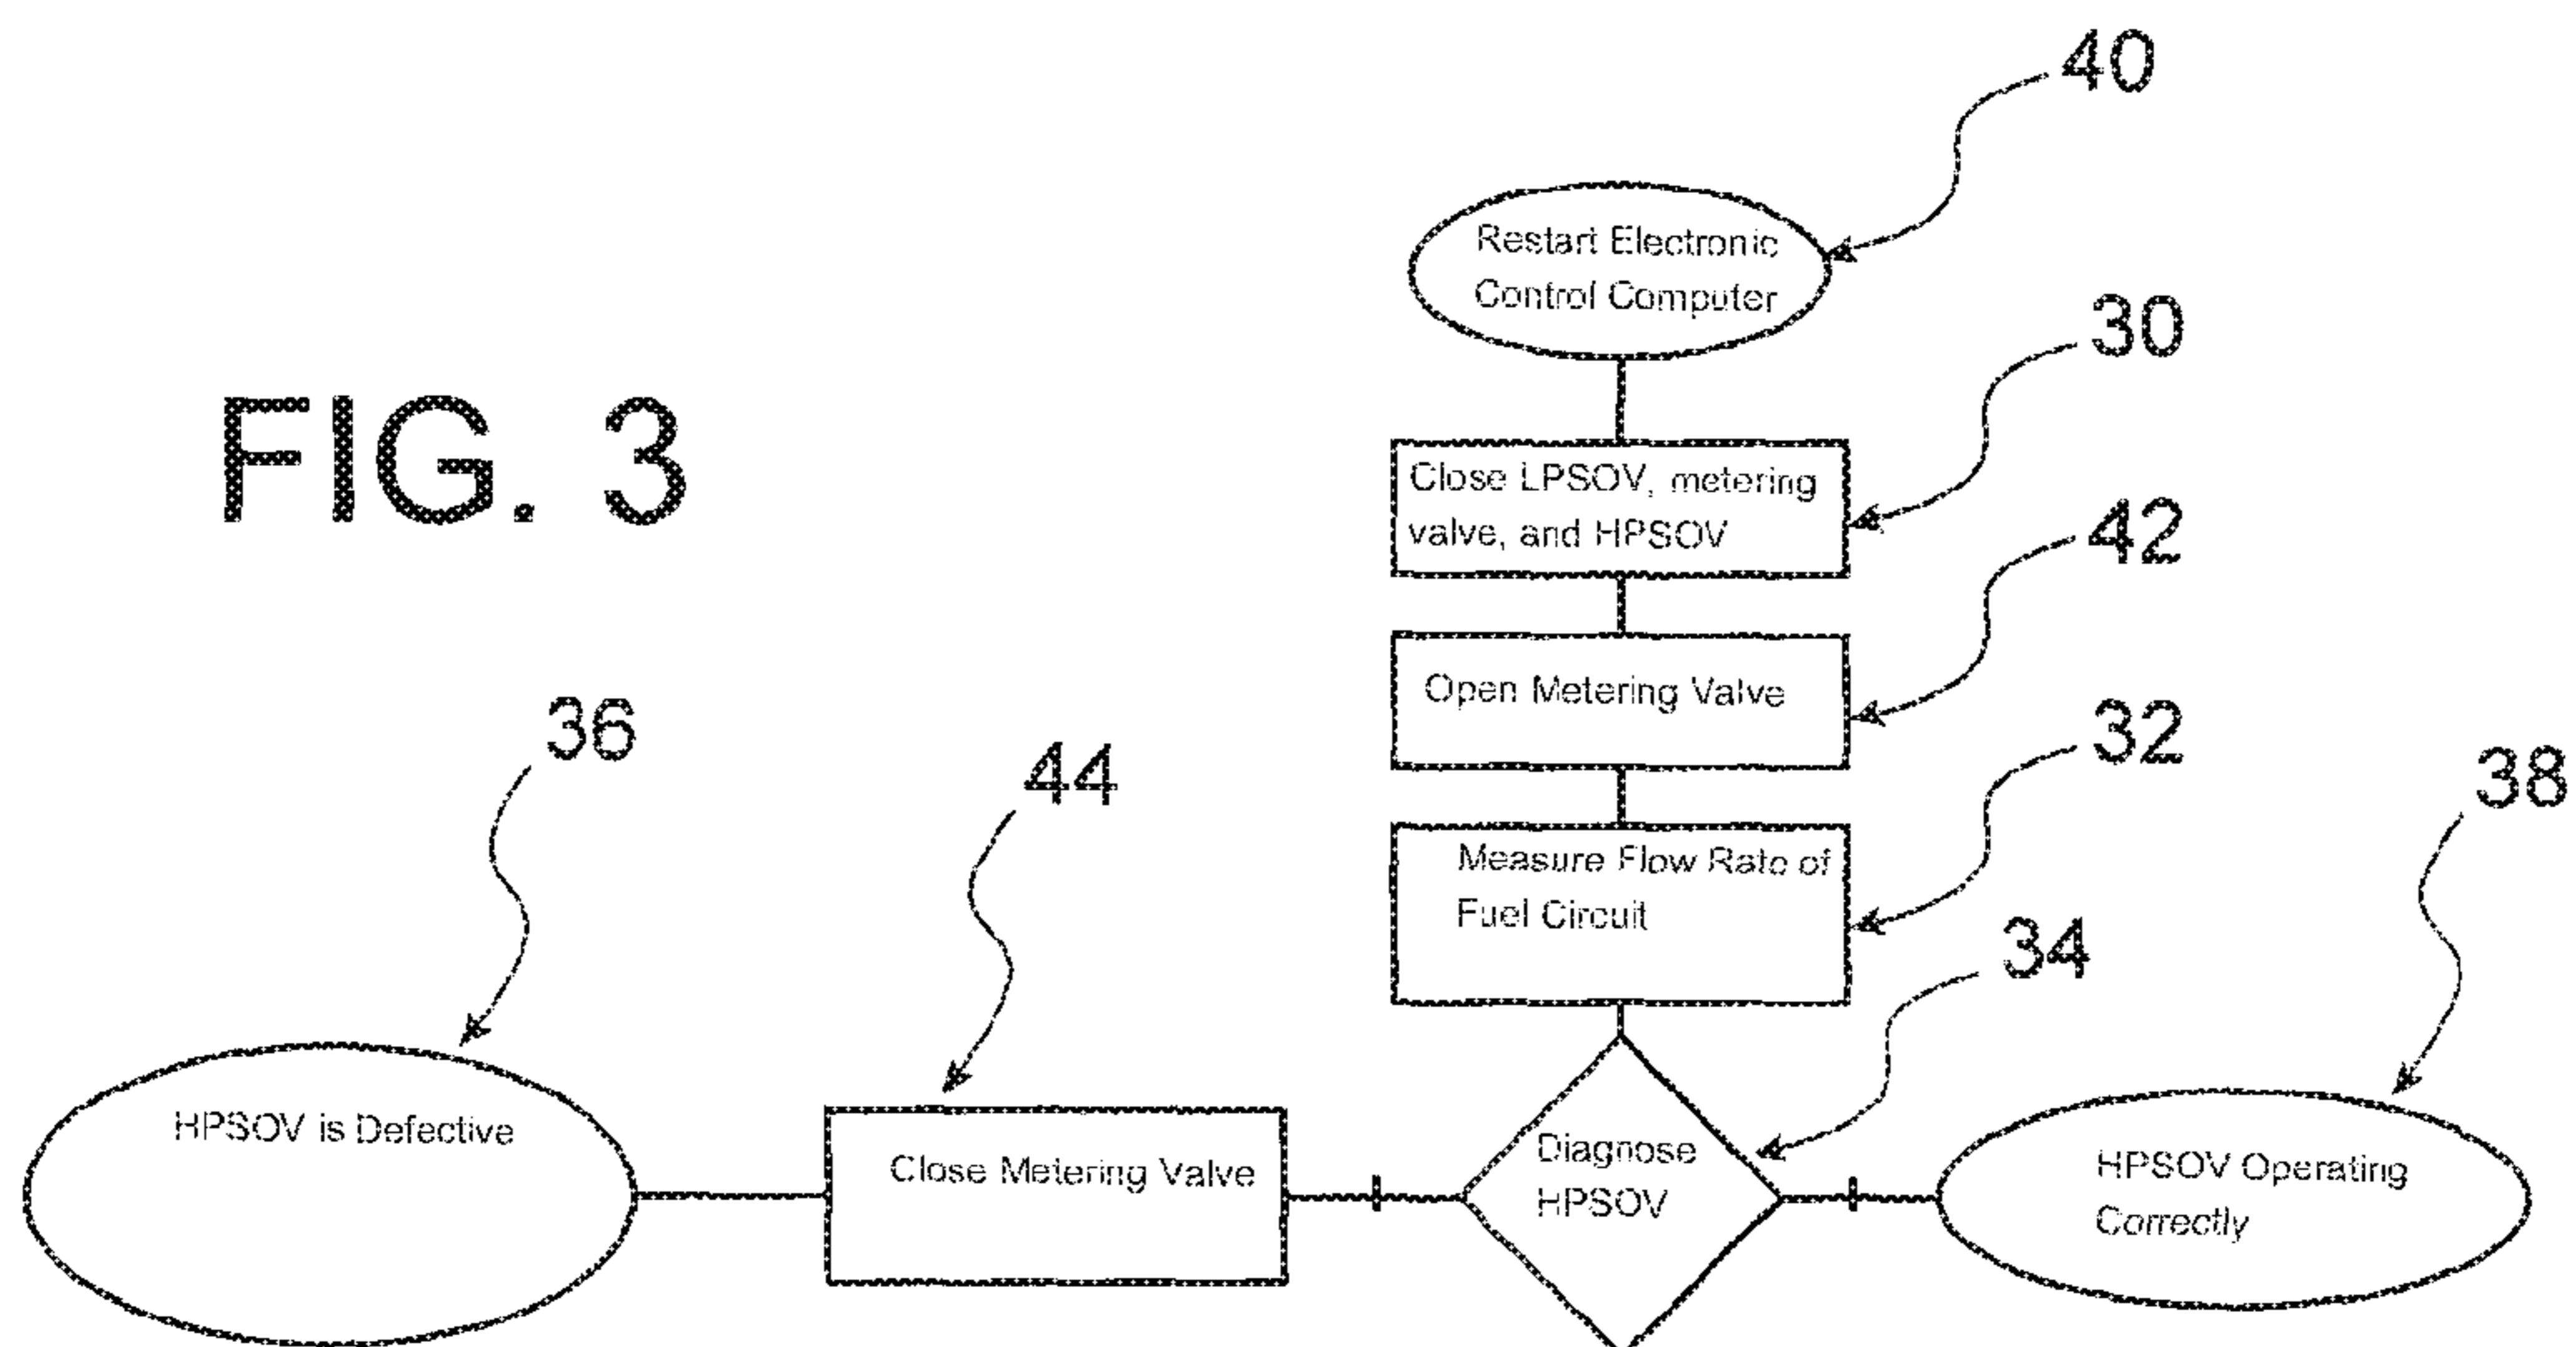 FIG. 3
40
Restart Electronic
Control Computer
30
Close LPSOV, metering
valve, and HPSOV
42
Open Metering Valve
32
Measure Flow Rate of
Fuel Circuit
34
Diagnose
HPSOV
36
HPSOV is Defective
44
Close Metering Valve
38
HPSOV Operating
Correctly